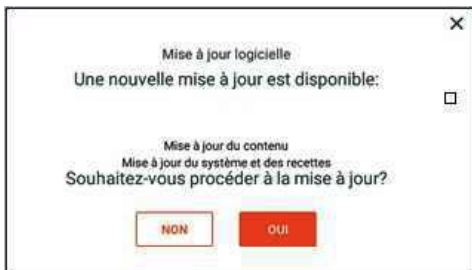 Mise à jour logicielle
Une nouvelle mise à jour est disponible:
Mise à jour du contenu
Mise à jour du système et des recettes
Souhaitez-vous procéder à la mise à jour?
NON
OUI